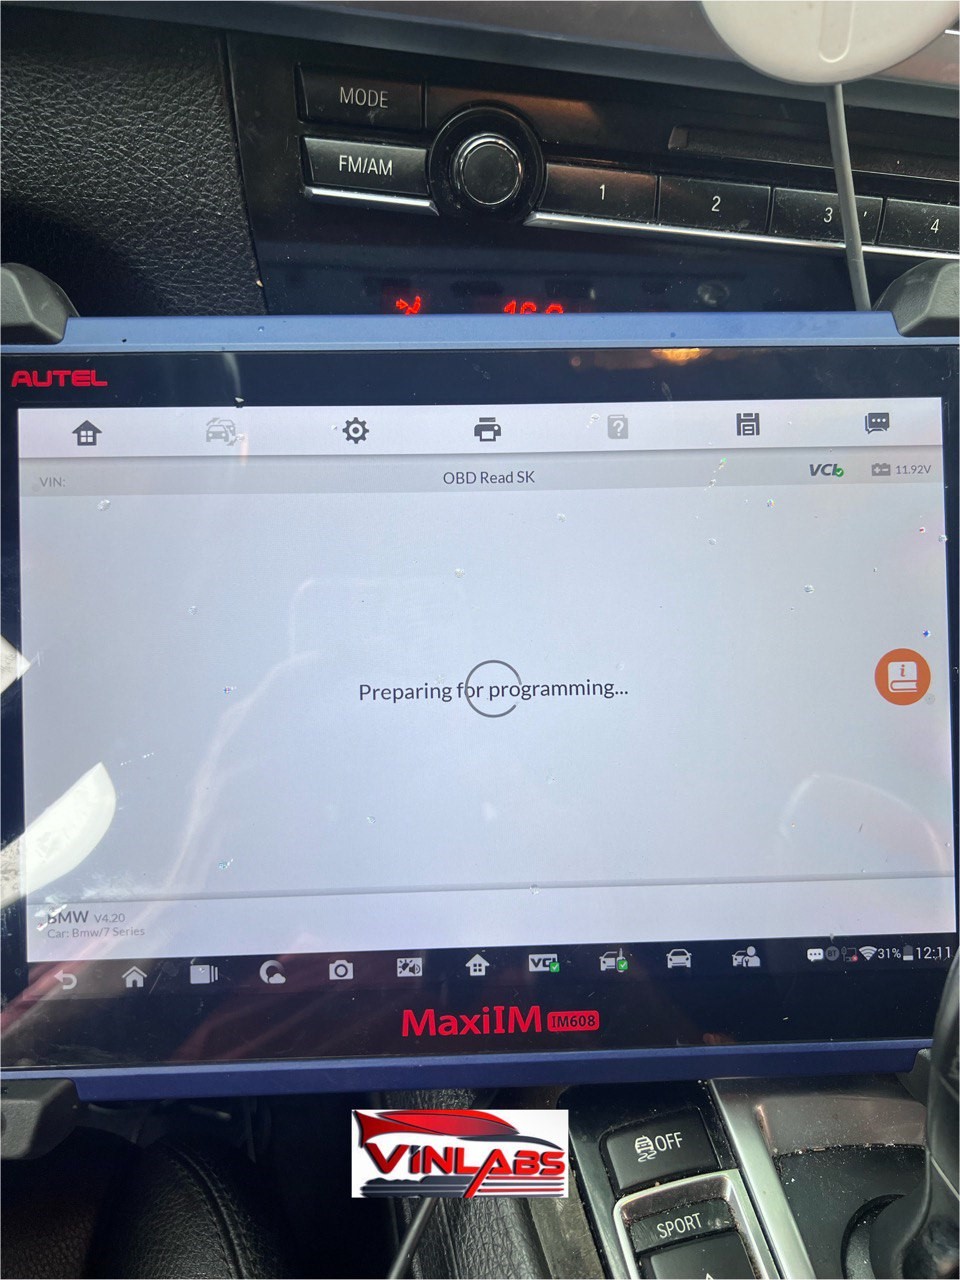 MODE
FM/AM
1
2
3
4
AUTEL
VIN:
OBD Read SK
VCI
11.92V
Preparing for programming...
BMW V4.20
Car: Bmw/7 Series
VCI
31%
12:11
MaxiIM IM608
VINLABS
OFF
SPORT